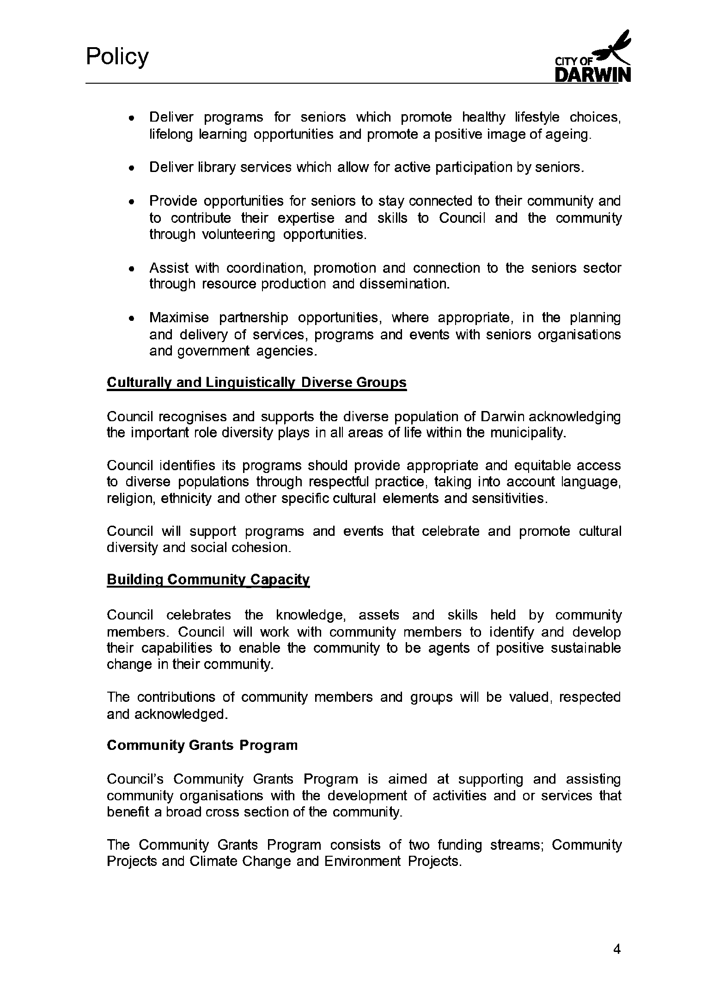 Policy
CITY OF
DARWIN
• Deliver programs for seniors which promote healthy lifestyle choices,
lifelong learning opportunities and promote a positive image of ageing.
• Deliver library services which allow for active participation by seniors.
• Provide opportunities for seniors to stay connected to their community and
to contribute their expertise and skills to Council and the community
through volunteering opportunities.
• Assist with coordination, promotion and connection to the seniors sector
through resource production and dissemination.
• Maximise partnership opportunities, where appropriate, in the planning
and delivery of services, programs and events with seniors organisations
and government agencies.
Culturally and Linguistically Diverse Groups
Council recognises and supports the diverse population of Darwin acknowledging
the important role diversity plays in all areas of life within the municipality.
Council identifies its programs should provide appropriate and equitable access
to diverse populations through respectful practice, taking into account language,
religion, ethnicity and other specific cultural elements and sensitivities.
Council will support programs and events that celebrate and promote cultural
diversity and social cohesion.
Building Community Capacity
Council celebrates the knowledge, assets and skills held by community
members. Council will work with community members to identify and develop
their capabilities to enable the community to be agents of positive sustainable
change in their community.
The contributions of community members and groups will be valued, respected
and acknowledged.
Community Grants Program
Council's Community Grants Program is aimed at supporting and assisting
community organisations with the development of activities and or services that
benefit a broad cross section of the community.
The Community Grants Program consists of two funding streams; Community
Projects and Climate Change and Environment Projects.
4